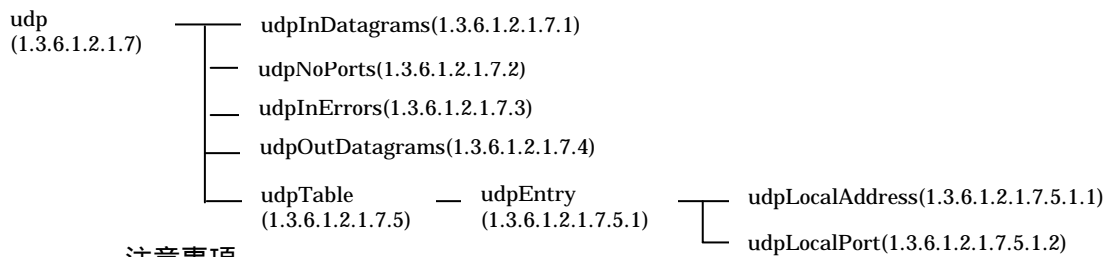 udp
(1.3.6.1.2.1.7)
udpInDatagrams(1.3.6.1.2.1.7.1)
udpNoPorts(1.3.6.1.2.1.7.2)
udpInErrors(1.3.6.1.2.1.7.3)
udpOutDatagrams(1.3.6.1.2.1.7.4)
udpTable
(1.3.6.1.2.1.7.5)
udpEntry
(1.3.6.1.2.1.7.5.1)
udpLocalAddress(1.3.6.1.2.1.7.5.1.1)
udpLocalPort(1.3.6.1.2.1.7.5.1.2)
注意事項